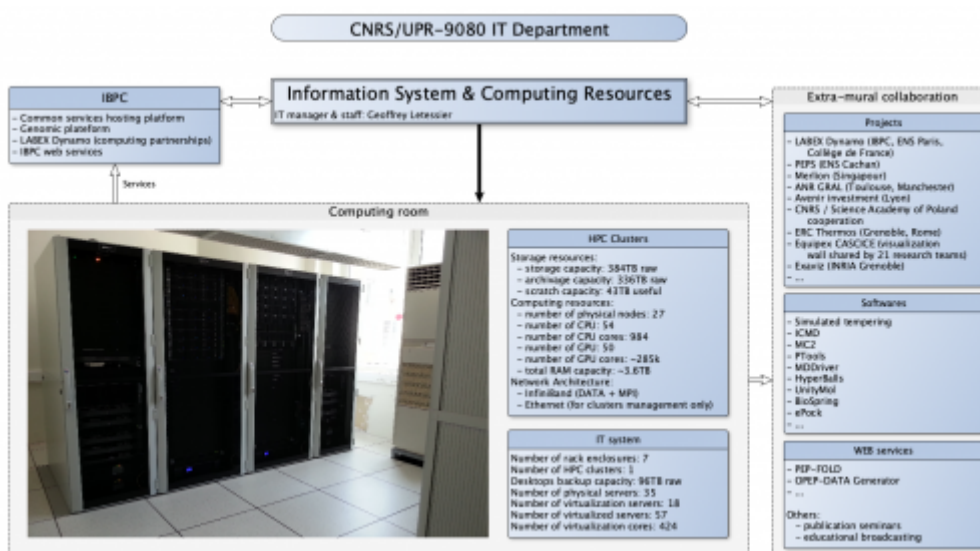 CNRS/UPR-9080 IT Department
Information System & Computing Resources
IT manager & staff: Geoffrey Letessier
IBPC
- Common services hosting platform
- Genomic plateform
- LABEX Dynamo (computing partnerships)
- IBPC web services
Services
Computing room
HPC Clusters
Storage resources:
- storage capacity: 384TB raw
- archivage capacity: 336TB raw
- scratch capacity: 43TB useful
Computing resources:
- number of physical nodes: 27
- number of CPU: 54
- number of CPU cores: 984
- number of GPU: 50
- number of GPU cores: ~285k
- total RAM capacity: ~3.6TB
Network Architecture:
- InfiniBand (DATA + MPI)
- Ethernet (for clusters management only)
IT system
Number of rack enclosures: 7
Number of HPC clusters: 1
Desktops backup capacity: 96TB raw
Number of physical servers: 35
Number of virtualization servers: 18
Number of virtualized servers: 57
Number of virtualization cores: 424
Extra-mural collaboration
Projects
- LABEX Dynamo (IBPC, ENS Paris,
Collège de France)
- PEPS (ENS Cachan)
- Merlion (Singapour)
- ANR GRAL (Toulouse, Manchester)
- Avenir investment (Lyon)
- CNRS / Science Academy of Poland
cooperation
- ERC Thermos (Grenoble, Rome)
- Equipex CASCICE (visualization
wall shared by 21 research teams)
- Exaviz (INRIA Grenoble)
- ...
Softwares
- Simulated tempering
- ICMD
- MC2
- PTools
- MDDriver
- HyperBalls
- UnityMol
- BioSpring
- ePock
- ...
WEB services
- PEP-FOLD
- OPEP-DATA Generator
- ...
Others:
- publication seminars
- educational broadcasting